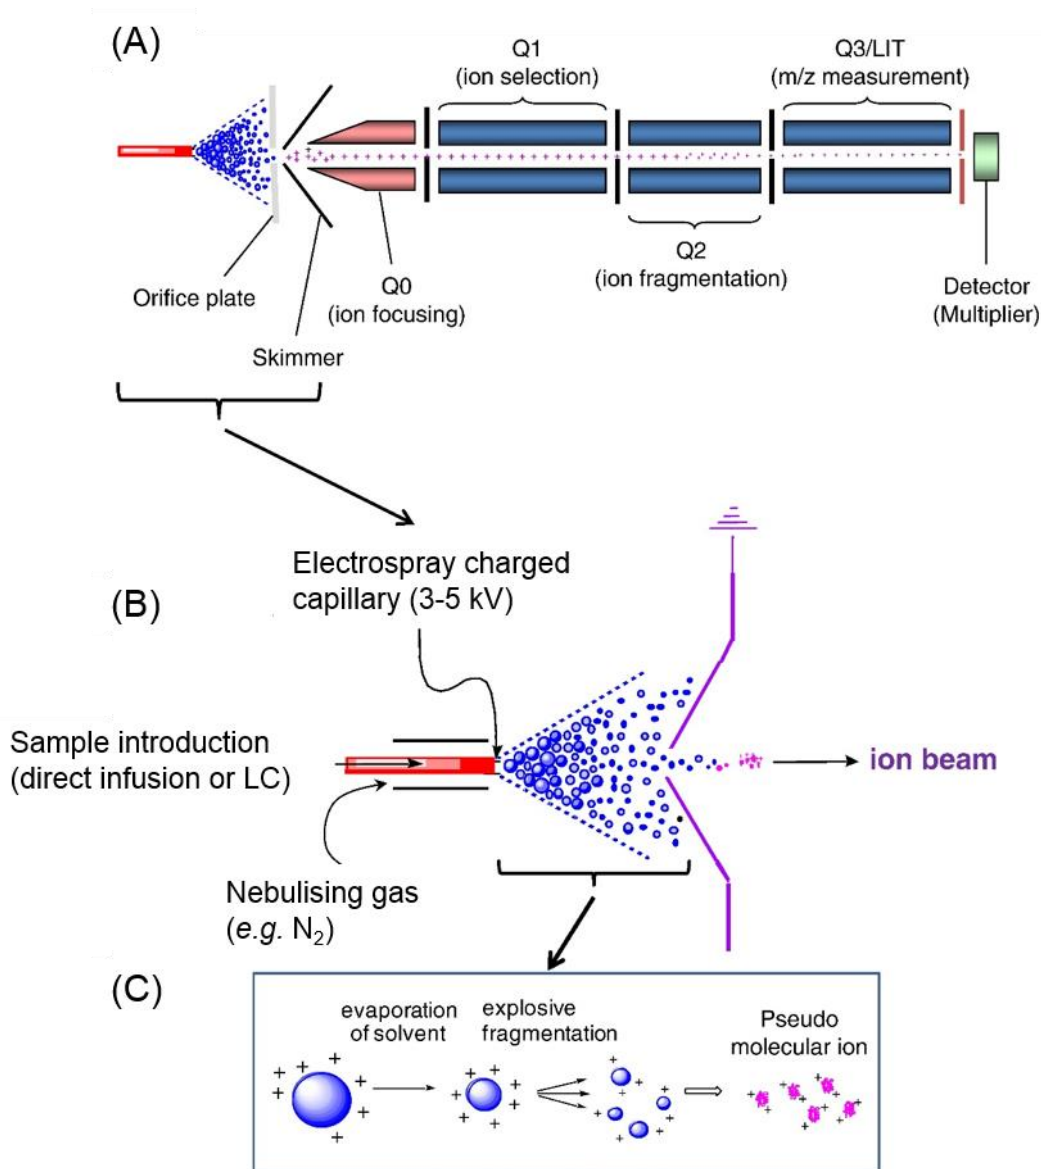 (A)
Q1
(ion selection)
Q3/LIT
(m/z measurement)
Orifice plate
Q0
(ion focusing)
Skimmer
Q2
(ion fragmentation)
Detector
(Multiplier)
Electrospray charged
capillary (3-5 kV)
(B)
Sample introduction
(direct infusion or LC)
ion beam
Nebulising gas
(e.g. N₂)
(C)
evaporation
of solvent
explosive
fragmentation
Pseudo
molecular ion